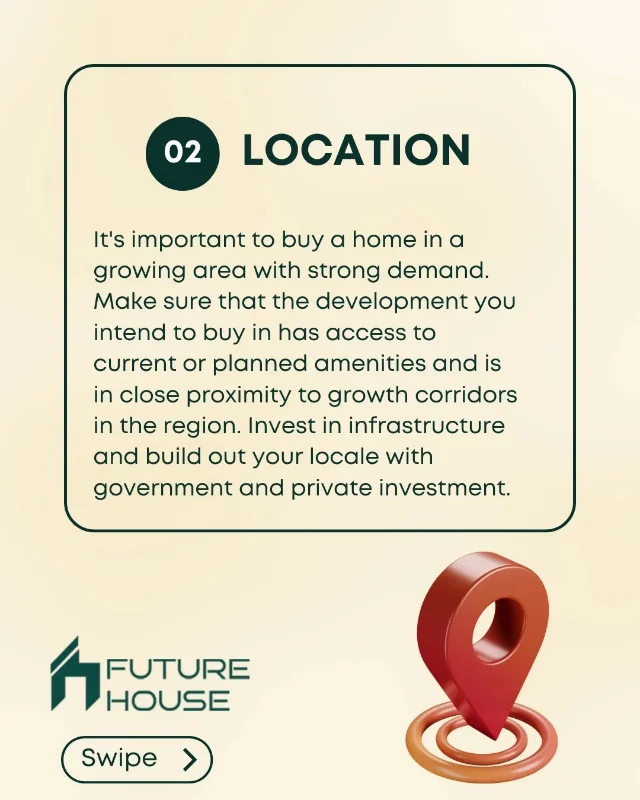 02 LOCATION
It's important to buy a home in a
growing area with strong demand.
Make sure that the development you
intend to buy in has access to
current or planned amenities and is
in close proximity to growth corridors
in the region. Invest in infrastructure
and build out your locale with
government and private investment.
FUTURE
HOUSE
Swipe